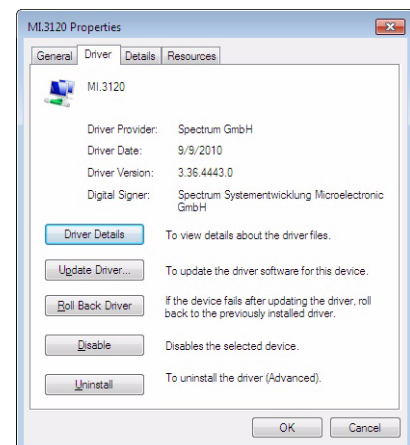 MI.3120 Properties
General Driver Details Resources
MI.3120
Driver Provider: Spectrum GmbH
Driver Date: 9/9/2010
Driver Version: 3.36.4443.0
Digital Signer: Spectrum Systementwicklung Microelectronic
GmbH
Driver Details To view details about the driver files.
Update Driver... To update the driver software for this device.
Roll Back Driver If the device fails after updating the driver, roll
back to the previously installed driver.
Disable Disables the selected device.
Uninstall To uninstall the driver (Advanced).
OK Cancel